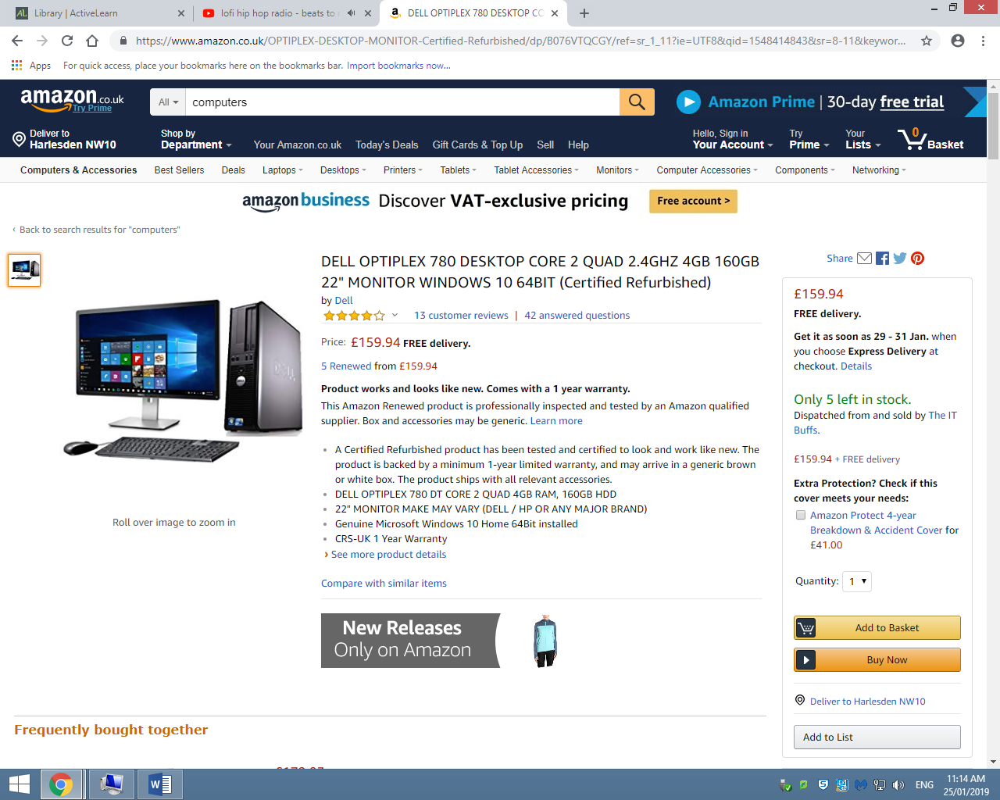 Library | ActiveLearn
lofi hip hop radio - beats to
DELL OPTIPLEX 780 DESKTOP CO
https://www.amazon.co.uk/OPTIPLEX-DESKTOP-MONITOR-Certified-Refurbished/dp/B076VTQCGY/ref=sr_1_11?ie=UTF8&qid=1548414843&sr=8-11&keywor...
Apps For quick access, place your bookmarks here on the bookmarks bar. Import bookmarks now...
amazon.co.uk
Try Prime
All
computers
Amazon Prime | 30-day free trial
Deliver to
Harlesden NW10
Shop by
Department
Your Amazon.co.uk Today's Deals Gift Cards & Top Up Sell Help
Hello, Sign in
Your Account
Try
Prime
Your
Lists
0
Basket
Computers & Accessories Best Sellers Deals Laptops Desktops Printers Tablets Tablet Accessories Monitors Computer Accessories Components Networking
amazon business Discover VAT-exclusive pricing Free account >
‹ Back to search results for "computers"
DELL OPTIPLEX 780 DESKTOP CORE 2 QUAD 2.4GHZ 4GB 160GB
22" MONITOR WINDOWS 10 64BIT (Certified Refurbished)
by Dell
13 customer reviews | 42 answered questions
Price: £159.94 FREE delivery.
5 Renewed from £159.94
Product works and looks like new. Comes with a 1 year warranty.
This Amazon Renewed product is professionally inspected and tested by an Amazon qualified
supplier. Box and accessories may be generic. Learn more
• A Certified Refurbished product has been tested and certified to look and work like new. The
product is backed by a minimum 1-year limited warranty, and may arrive in a generic brown
or white box. The product ships with all relevant accessories.
• DELL OPTIPLEX 780 DT CORE 2 QUAD 4GB RAM, 160GB HDD
• 22" MONITOR MAKE MAY VARY (DELL / HP OR ANY MAJOR BRAND)
• Genuine Microsoft Windows 10 Home 64Bit installed
• CRS-UK 1 Year Warranty
› See more product details
Compare with similar items
Roll over image to zoom in
New Releases
Only on Amazon
Frequently bought together
Share
£159.94
FREE delivery.
Get it as soon as 29 - 31 Jan. when
you choose Express Delivery at
checkout. Details
Only 5 left in stock.
Dispatched from and sold by The IT
Buffs.
£159.94 + FREE delivery
Extra Protection? Check if this
cover meets your needs:
Amazon Protect 4-year
Breakdown & Accident Cover for
£41.00
Quantity: 1
Add to Basket
Buy Now
Deliver to Harlesden NW10
Add to List
ENG
11:14 AM
25/01/2019